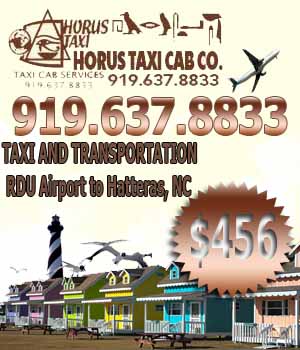 HORUS
TAXI
TAXI CAB SERVICES
919.637.8833
HORUS TAXI CAB CO.
919.637.8833
919.637.8833
TAXI AND TRANSPORTATION
RDU Airport to Hatteras, NC
$456